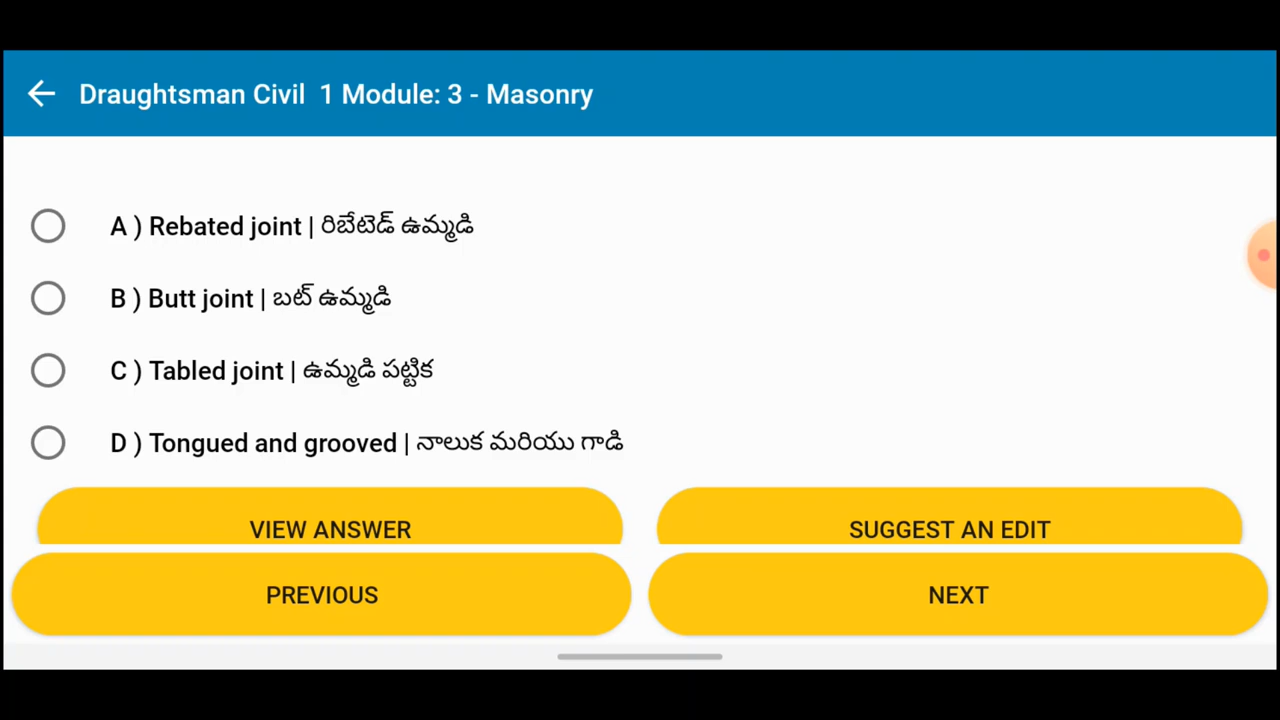 Draughtsman Civil 1 Module: 3 - Masonry
A ) Rebated joint | రిబేటెడ్ ఉమ్మడి
B ) Butt joint | బట్ ఉమ్మడి
C ) Tabled joint | ఉమ్మడి పట్టిక
D ) Tongued and grooved | నాలుక మరియు గాడి
VIEW ANSWER
SUGGEST AN EDIT
PREVIOUS
NEXT